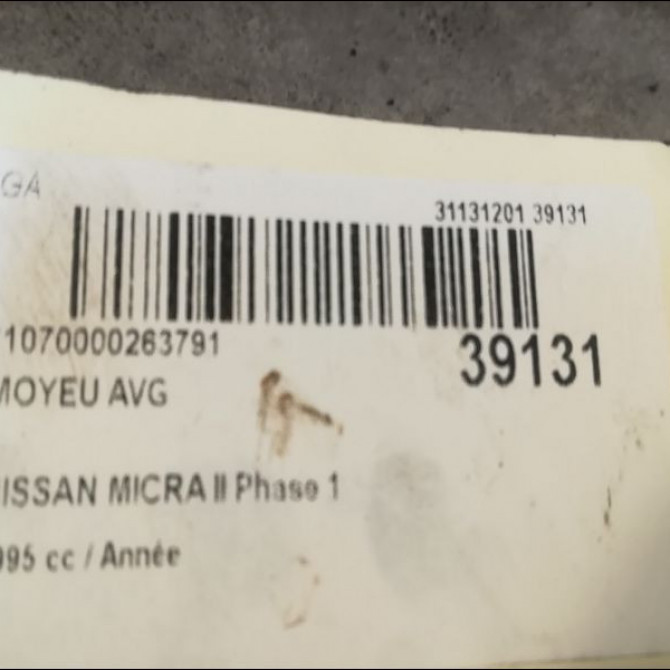 GA
31131201 39131
1070000263791
39131
MOYEU AVG
ISSAN MICRA II Phase 1
995 cc / Année